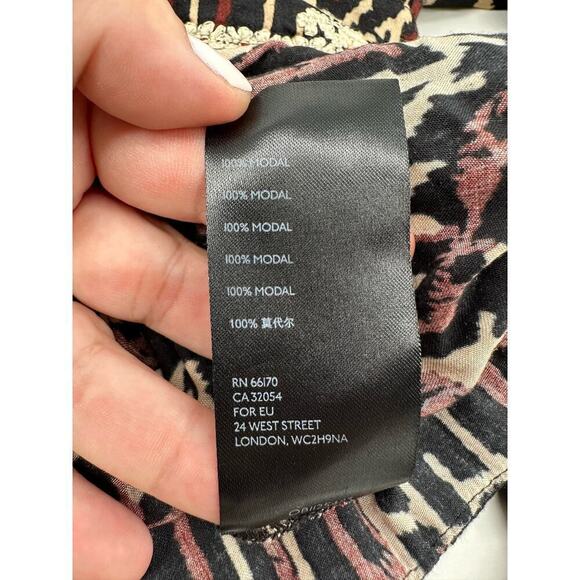 100% MODAL
100% MODAL
100% MODAL
100% MODAL
100% MODAL
100% 莫代尔
RN 66170
CA 32054
FOR EU
24 WEST STREET
LONDON, WC2H9NA